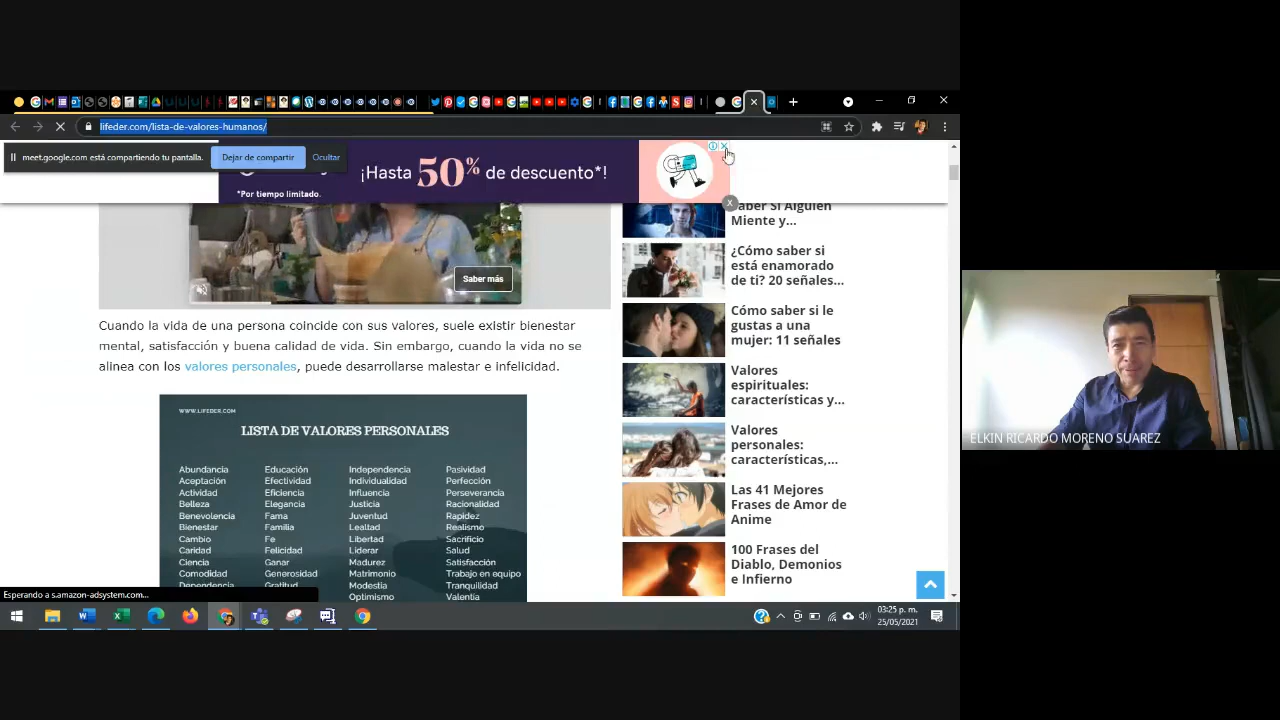 lifeder.com/lista-de-valores-humanos/
meet.google.com está compartiendo tu pantalla.
Dejar de compartir
Ocultar
¡Hasta 50% de descuento*!
*Por tiempo limitado.
X
Saber Si Alguien
Miente y...
Saber más
¿Cómo saber si
está enamorado
de ti? 20 señales...
Cómo saber si le
gustas a una
mujer: 11 señales
Valores
espirituales:
características y...
Valores
personales:
características,...
Las 41 Mejores
Frases de Amor de
Anime
100 Frases del
Diablo, Demonios
e Infierno
Cuando la vida de una persona coincide con sus valores, suele existir bienestar
mental, satisfacción y buena calidad de vida. Sin embargo, cuando la vida no se
alinea con los valores personales, puede desarrollarse malestar e infelicidad.
WWW.LIFEDER.COM
LISTA DE VALORES PERSONALES
Abundancia Educación Independencia Pasividad
Aceptación Efectividad Individualidad Perfección
Actividad Eficiencia Influencia Perseverancia
Belleza Elegancia Justicia Racionalidad
Benevolencia Fama Juventud Rapidez
Bienestar Familia Lealtad Realismo
Cambio Fe Libertad Sacrificio
Caridad Felicidad Liderar Salud
Ciencia Ganar Madurez Satisfacción
Comodidad Generosidad Matrimonio Trabajo en equipo
Dependencia Gratitud Modestia Tranquilidad
Optimismo Valentía
Esperando a s.amazon-adsystem.com...
03:25 p. m.
25/05/2021
ELKIN RICARDO MORENO SUAREZ